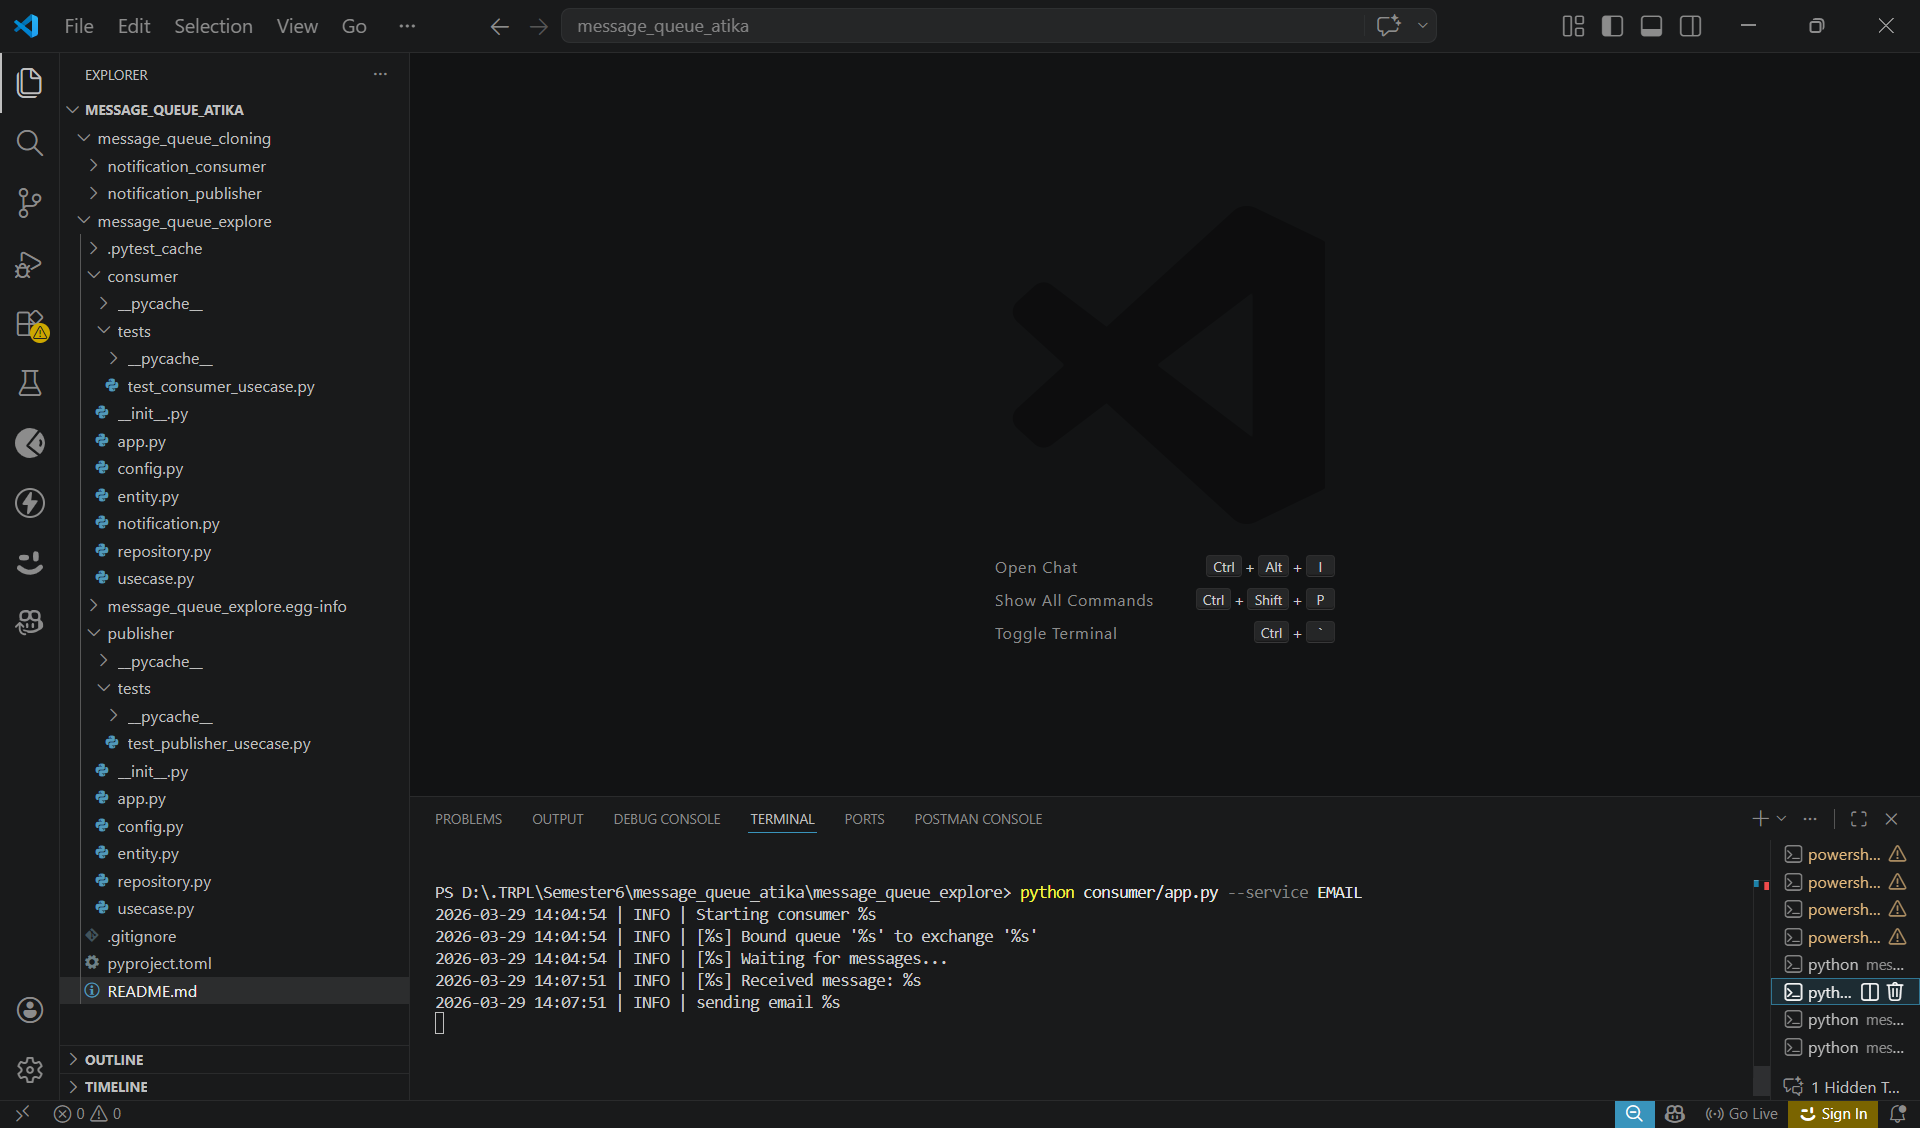 File Edit Selection View Go ···
message_queue_atika
EXPLORER
MESSAGE_QUEUE_ATIKA
message_queue_cloning
notification_consumer
notification_publisher
message_queue_explore
.pytest_cache
consumer
__pycache__
tests
__pycache__
test_consumer_usecase.py
__init__.py
app.py
config.py
entity.py
notification.py
repository.py
usecase.py
message_queue_explore.egg-info
publisher
__pycache__
tests
__pycache__
test_publisher_usecase.py
__init__.py
app.py
config.py
entity.py
repository.py
usecase.py
.gitignore
pyproject.toml
README.md
OUTLINE
TIMELINE
Open Chat Ctrl + Alt + I
Show All Commands Ctrl + Shift + P
Toggle Terminal Ctrl + `
PROBLEMS OUTPUT DEBUG CONSOLE TERMINAL PORTS POSTMAN CONSOLE
PS D:\.TRPL\Semester6\message_queue_atika\message_queue_explore> python consumer/app.py --service EMAIL
2026-03-29 14:04:54 | INFO | Starting consumer %s
2026-03-29 14:04:54 | INFO | [%s] Bound queue '%s' to exchange '%s'
2026-03-29 14:04:54 | INFO | [%s] Waiting for messages...
2026-03-29 14:07:51 | INFO | [%s] Received message: %s
2026-03-29 14:07:51 | INFO | sending email %s
powersh...
powersh...
powersh...
powersh...
python mes...
pyth...
python mes...
python mes...
1 Hidden T...
0 0
Go Live
Sign In